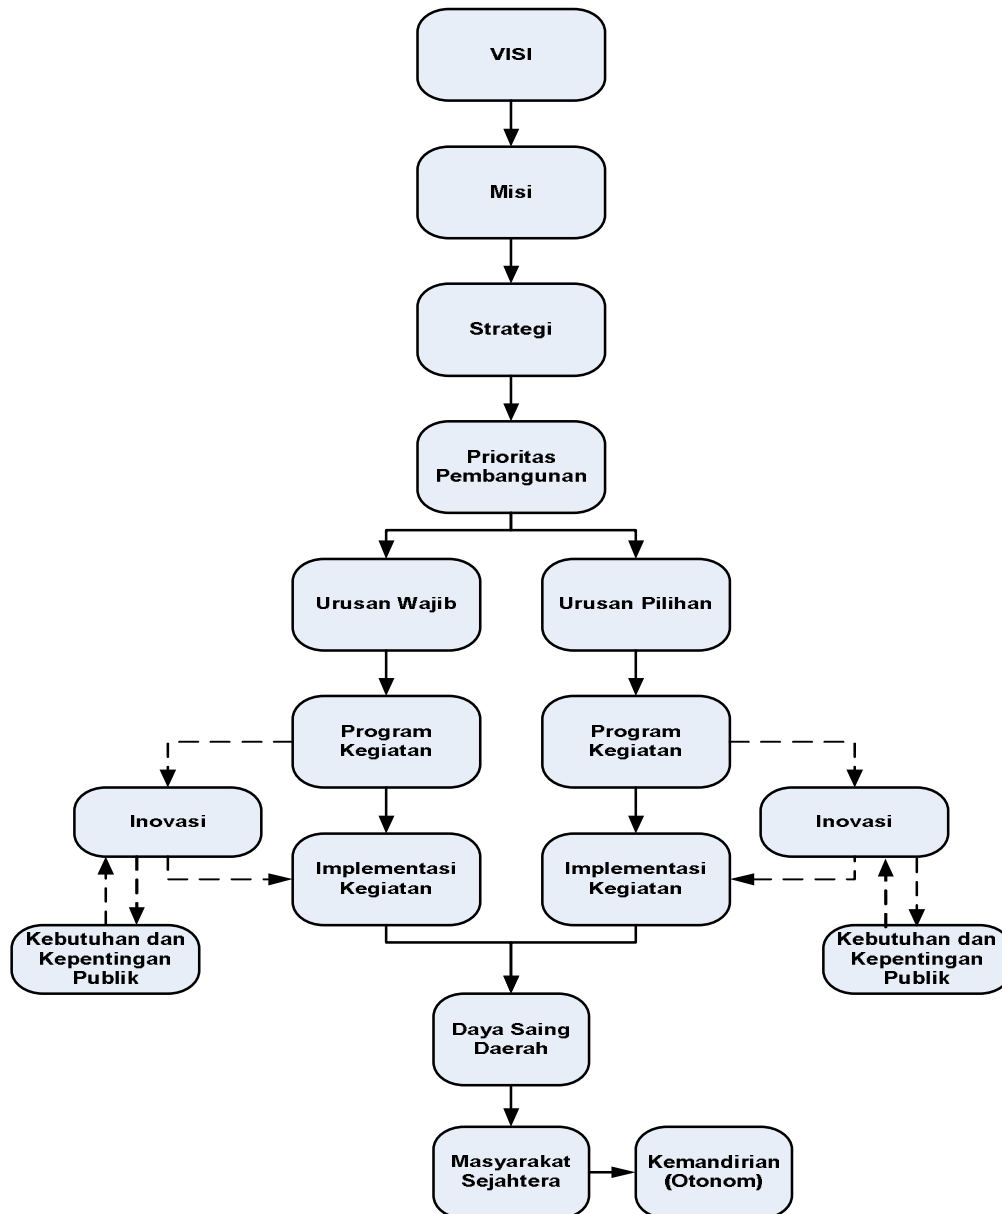 VISI
Misi
Strategi
Prioritas
Pembangunan
Urusan Wajib
Urusan Pilihan
Program
Kegiatan
Program
Kegiatan
Inovasi
Inovasi
Implementasi
Kegiatan
Implementasi
Kegiatan
Kebutuhan dan
Kepentingan
Publik
Kebutuhan dan
Kepentingan
Publik
Daya Saing
Daerah
Masyarakat
Sejahtera
Kemandirian
(Otonom)